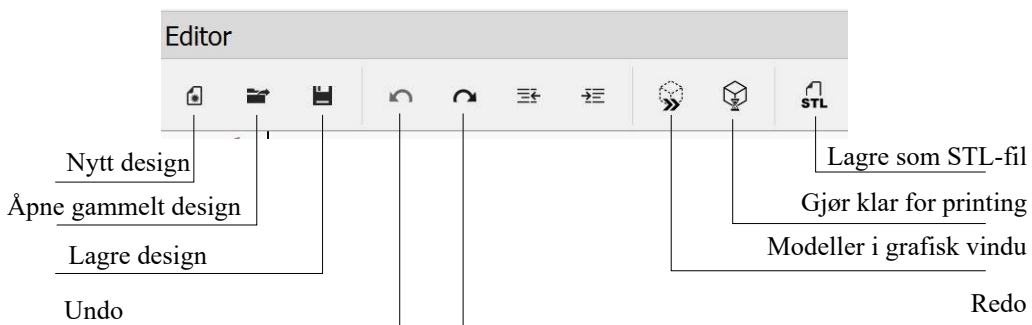 Editor
STL
Nytt design
Lagre som STL-fil
Åpne gammelt design
Gjør klar for printing
Lagre design
Modeller i grafisk vindu
Undo
Redo